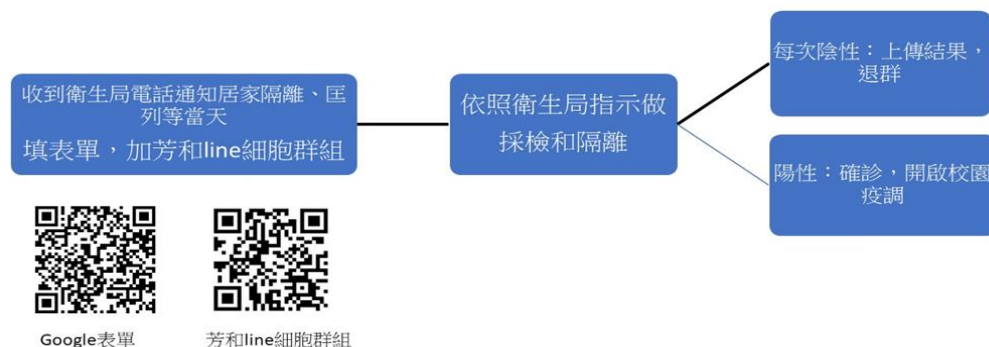 收到衛生局電話通知居家隔離、匡
列等當天
填表單，加芳和line細胞群組
依照衛生局指示做
採檢和隔離
每次陰性：上傳結果，
退群
陽性：確診，開啟校園
疫調
Google表單
芳和line細胞群組